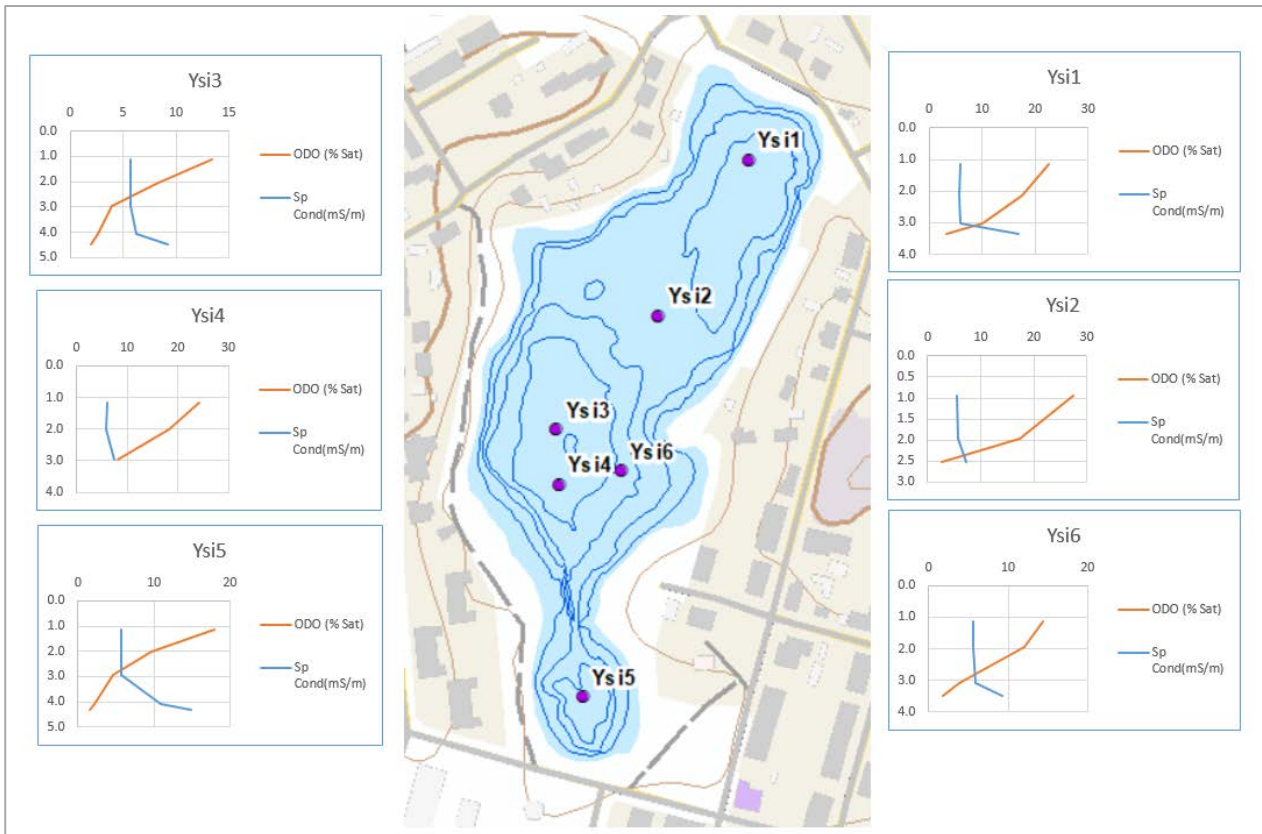 Ysi3
0 5 10 15
0.0
1.0
2.0
3.0
4.0
5.0
ODO (% Sat)
Sp
Cond(mS/m)
Ysi4
0 10 20 30
0.0
1.0
2.0
3.0
4.0
ODO (% Sat)
Sp
Cond(mS/m)
Ysi5
0 10 20
0.0
1.0
2.0
3.0
4.0
5.0
ODO (% Sat)
Sp
Cond(mS/m)
Ysi1
Ysi2
Ysi3
Ysi6
Ysi4
Ysi5
Ysi1
0 10 20 30
0.0
1.0
2.0
3.0
4.0
ODO (% Sat)
Sp
Cond(mS/m)
Ysi2
0 10 20 30
0.0
0.5
1.0
1.5
2.0
2.5
3.0
ODO (% Sat)
Sp
Cond(mS/m)
Ysi6
0 10 20
0.0
1.0
2.0
3.0
4.0
ODO (% Sat)
Sp
Cond(mS/m)